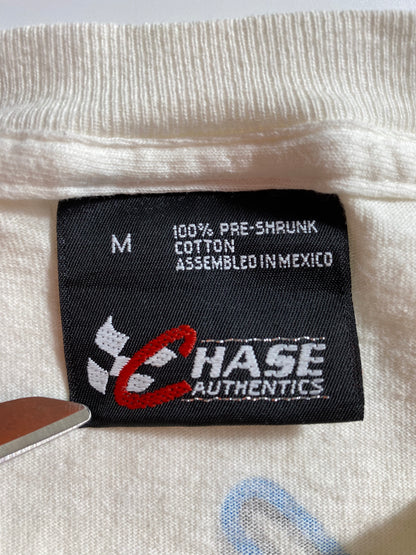 M
100% PRE-SHRUNK
COTTON
ASSEMBLED IN MEXICO
CHASE
AUTHENTICS